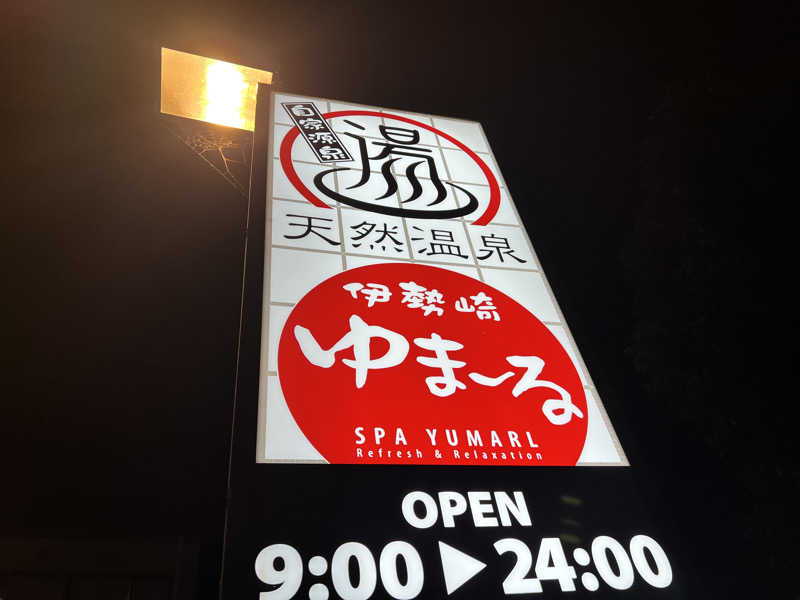 自家源泉
湯
天然温泉
伊勢崎
ゆま～る
SPA YUMARL
Refresh & Relaxation
OPEN
9:00▶24:00